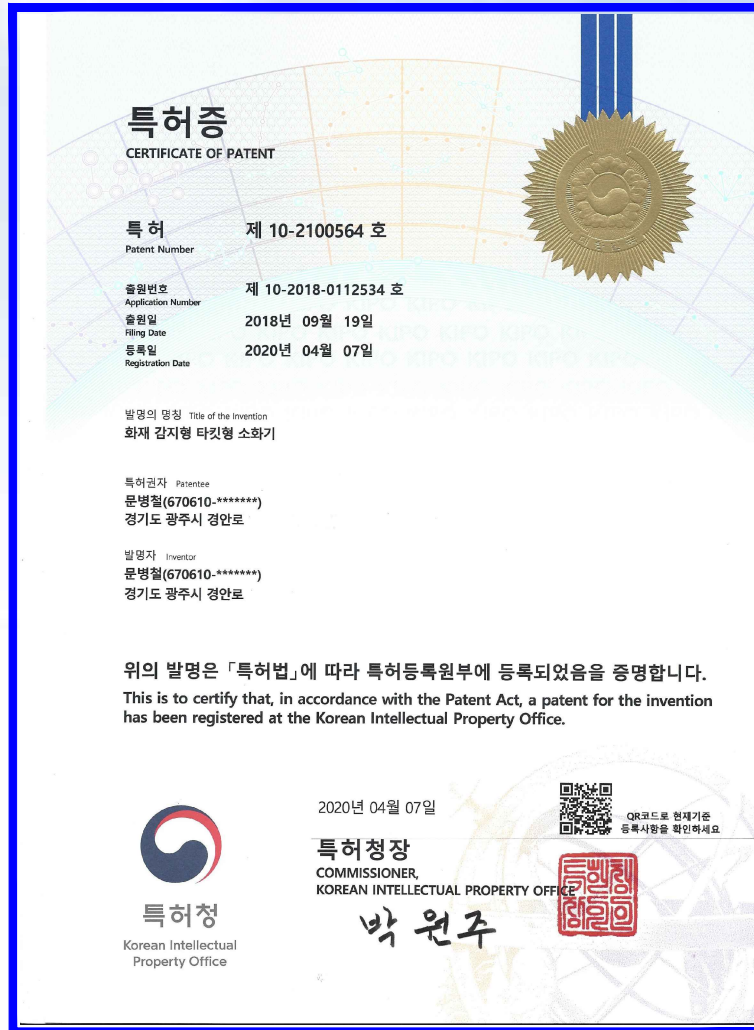 특허증
CERTIFICATE OF PATENT
특허 제 10-2100564 호
Patent Number
출원번호 제 10-2018-0112534 호
Application Number
출원일 2018년 09월 19일
Filing Date
등록일 2020년 04월 07일
Registration Date
KIPO KIPO KIPO KIPO
발명의 명칭 Title of the Invention
화재 감지형 타킷형 소화기
특허권자 Patentee
문병철(670610-*******)
경기도 광주시 경안로
발명자 Inventor
문병철(670610-*******)
경기도 광주시 경안로
위의 발명은 「특허법」에 따라 특허등록원부에 등록되었음을 증명합니다.
This is to certify that, in accordance with the Patent Act, a patent for the invention
has been registered at the Korean Intellectual Property Office.
2020년 04월 07일
QR코드로 현재기준
등록사항을 확인하세요
특허청장
COMMISSIONER,
KOREAN INTELLECTUAL PROPERTY OFFICE
박원주
특허청
Korean Intellectual
Property Office